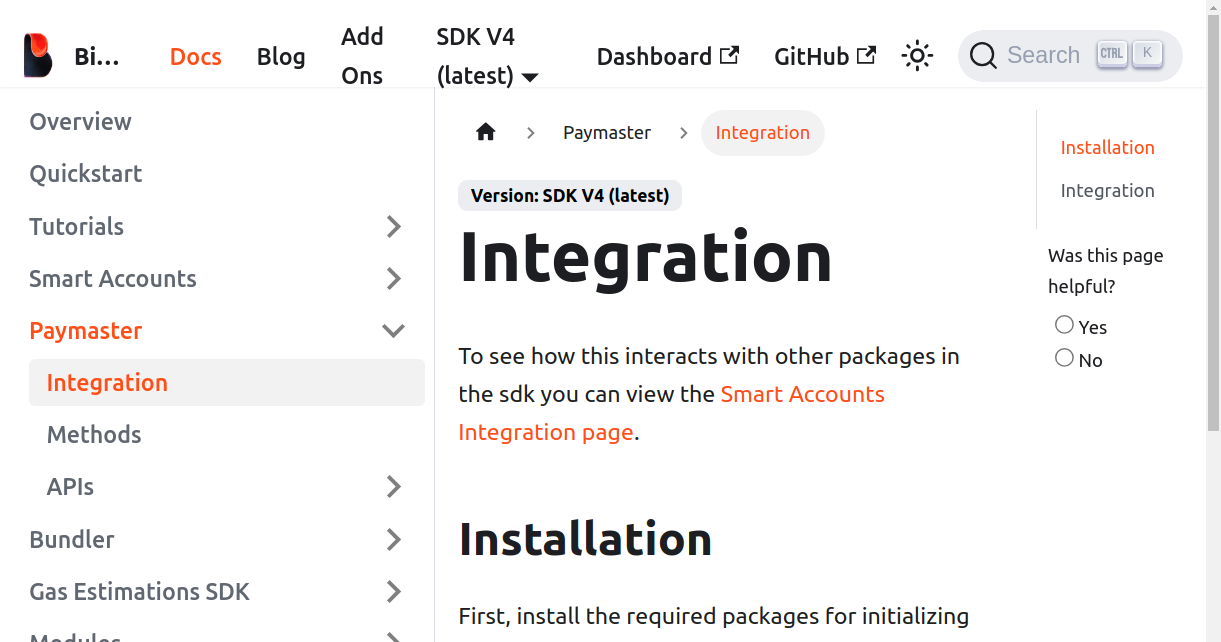 Bi...
Docs
Blog
Add
Ons
SDK V4
(latest)
Dashboard
GitHub
Search
CTRL
K
Overview
Quickstart
Tutorials
Smart Accounts
Paymaster
Integration
Methods
APIs
Bundler
Gas Estimations SDK
Modules
Paymaster
Integration
Version: SDK V4 (latest)
Integration
To see how this interacts with other packages in
the sdk you can view the Smart Accounts
Integration page.
Installation
First, install the required packages for initializing
Installation
Integration
Was this page
helpful?
Yes
No